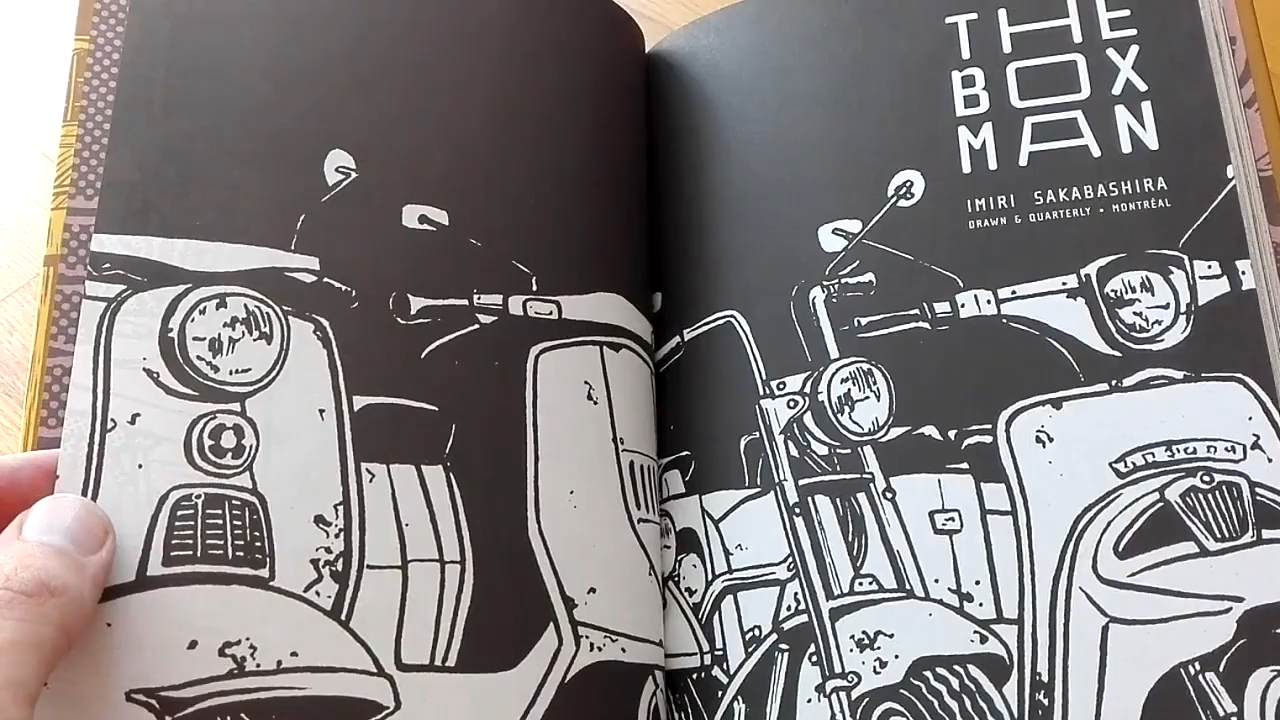 THE
BOX
MAN
IMIRI SAKABASHIRA
DRAWN & QUARTERLY • MONTRÉAL